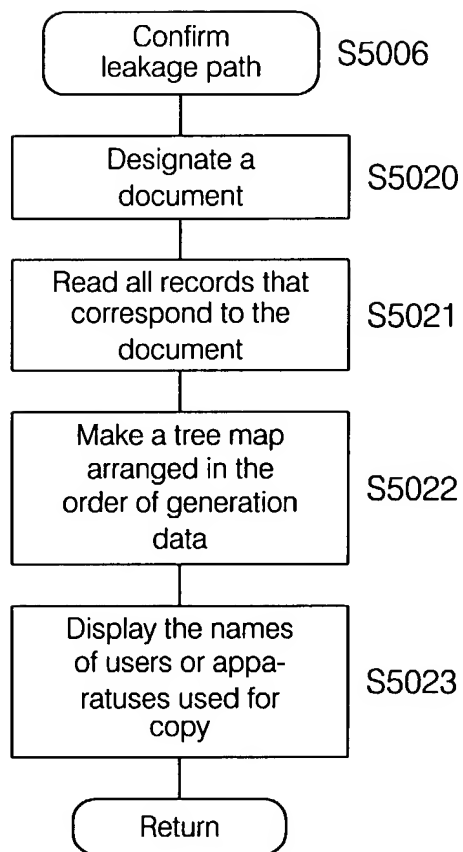 Confirm
leakage path
S5006
Designate a
document
S5020
Read all records that
correspond to the
document
S5021
Make a tree map
arranged in the
order of generation
data
S5022
Display the names
of users or appa-
ratuses used for
copy
S5023
Return